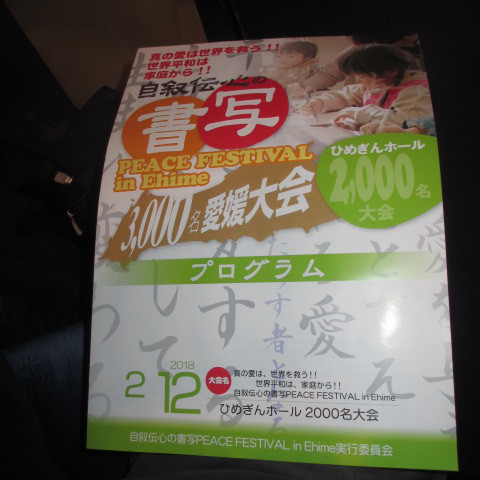 真の愛は世界を救う!!
世界平和は
家庭から!!
自叙伝心の
書写
PEACE FESTIVAL
in Ehime
3,000名愛媛大会
ひめぎんホール
2,000名
大会
プログラム
2018
2 12
大会名
真の愛は、世界を救う!!
世界平和は、家庭から!!
自叙伝心の書写PEACE FESTIVAL in Ehime
ひめぎんホール 2000名大会
自叙伝心の書写PEACE FESTIVAL in Ehime実行委員会